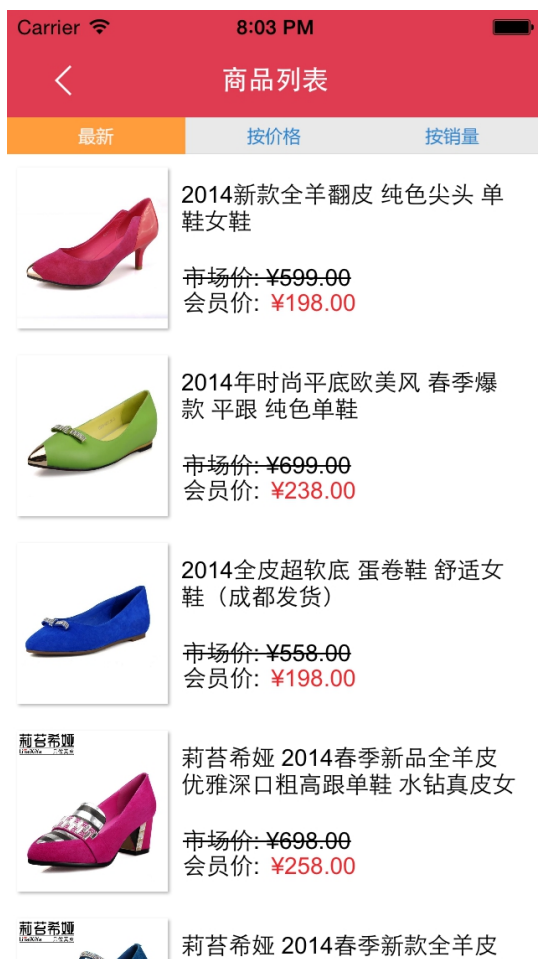 Carrier 8:03 PM
商品列表
最新 按价格 按销量
2014新款全羊翻皮 纯色尖头 单
鞋女鞋
市场价: ¥599.00
会员价: ¥198.00
2014年时尚平底欧美风 春季爆
款 平跟 纯色单鞋
市场价: ¥699.00
会员价: ¥238.00
2014全皮超软底 蛋卷鞋 舒适女
鞋（成都发货）
市场价: ¥558.00
会员价: ¥198.00
莉苔希娅
莉苔希娅 2014春季新品全羊皮
优雅深口粗高跟单鞋 水钻真皮女
市场价: ¥698.00
会员价: ¥258.00
莉苔希娅
莉苔希娅 2014春季新款全羊皮